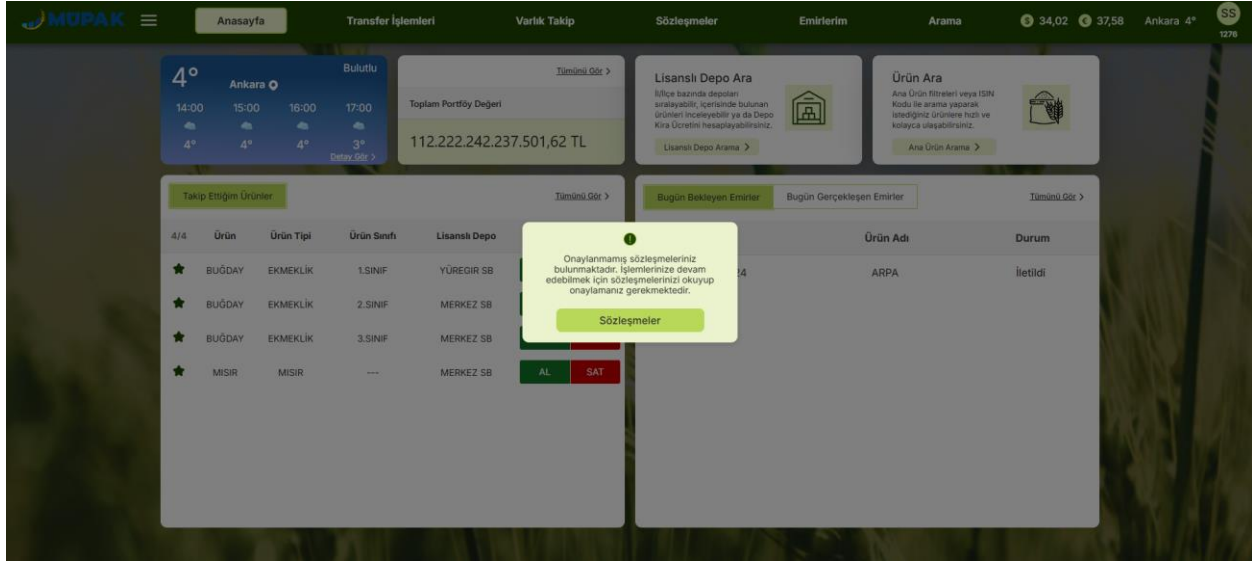 MÜPAK
Anasayfa
Transfer İşlemleri
Varlık Takip
Sözleşmeler
Emirlerim
Arama
34,02
37,58
Ankara 4°
SS
1276
4°
Ankara
Bulutlu
14:00 15:00 16:00 17:00
4° 4° 4° 3°
Detay Gör >
Tümünü Gör >
Toplam Portföy Değeri
112.222.242.237.501,62 TL
Lisanslı Depo Ara
İl/İlçe bazında depoları
sıralayabilir, içerisinde bulunan
ürünleri inceleyebilir ya da Depo
Kira Ücretini hesaplayabilirsiniz.
Lisanslı Depo Arama >
Ürün Ara
Ana Ürün filtreleri veya ISIN
Kodu ile arama yaparak
istediğiniz ürünlere hızlı ve
kolayca ulaşabilirsiniz.
Ana Ürün Arama >
Takip Ettiğim Ürünler
Tümünü Gör >
4/4 Ürün Ürün Tipi Ürün Sınıfı Lisanslı Depo
BUĞDAY EKMEKLİK 1.SINIF YÜREGIR SB
BUĞDAY EKMEKLİK 2.SINIF MERKEZ SB
BUĞDAY EKMEKLİK 3.SINIF MERKEZ SB
MISIR MISIR --- MERKEZ SB AL SAT
Bugün Bekleyen Emirler
Bugün Gerçekleşen Emirler
Tümünü Gör >
Ürün Adı Durum
24 ARPA İletildi
Onaylanmamış sözleşmeleriniz
bulunmaktadır. İşlemlerinize devam
edebilmek için sözleşmelerinizi okuyup
onaylamanız gerekmektedir.
Sözleşmeler